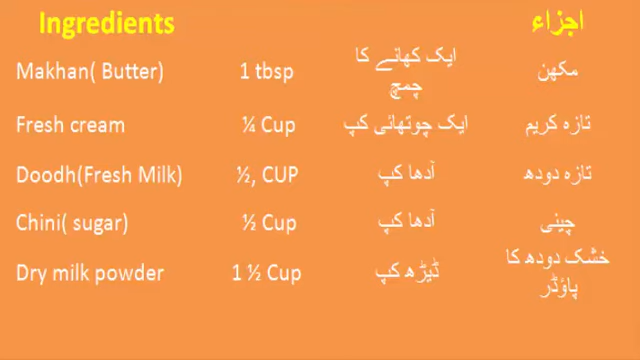 Ingredients اجزاء
Makhan( Butter) 1 tbsp ایک کھانے کا چمچ مکھن
Fresh cream ¼ Cup ایک چوتھائی کپ تازہ کریم
Doodh(Fresh Milk) ½, CUP آدھا کپ تازہ دودھ
Chini( sugar) ½ Cup آدھا کپ چینی
Dry milk powder 1 ½ Cup ڈیڑھ کپ خشک دودھ کا پاؤڈر